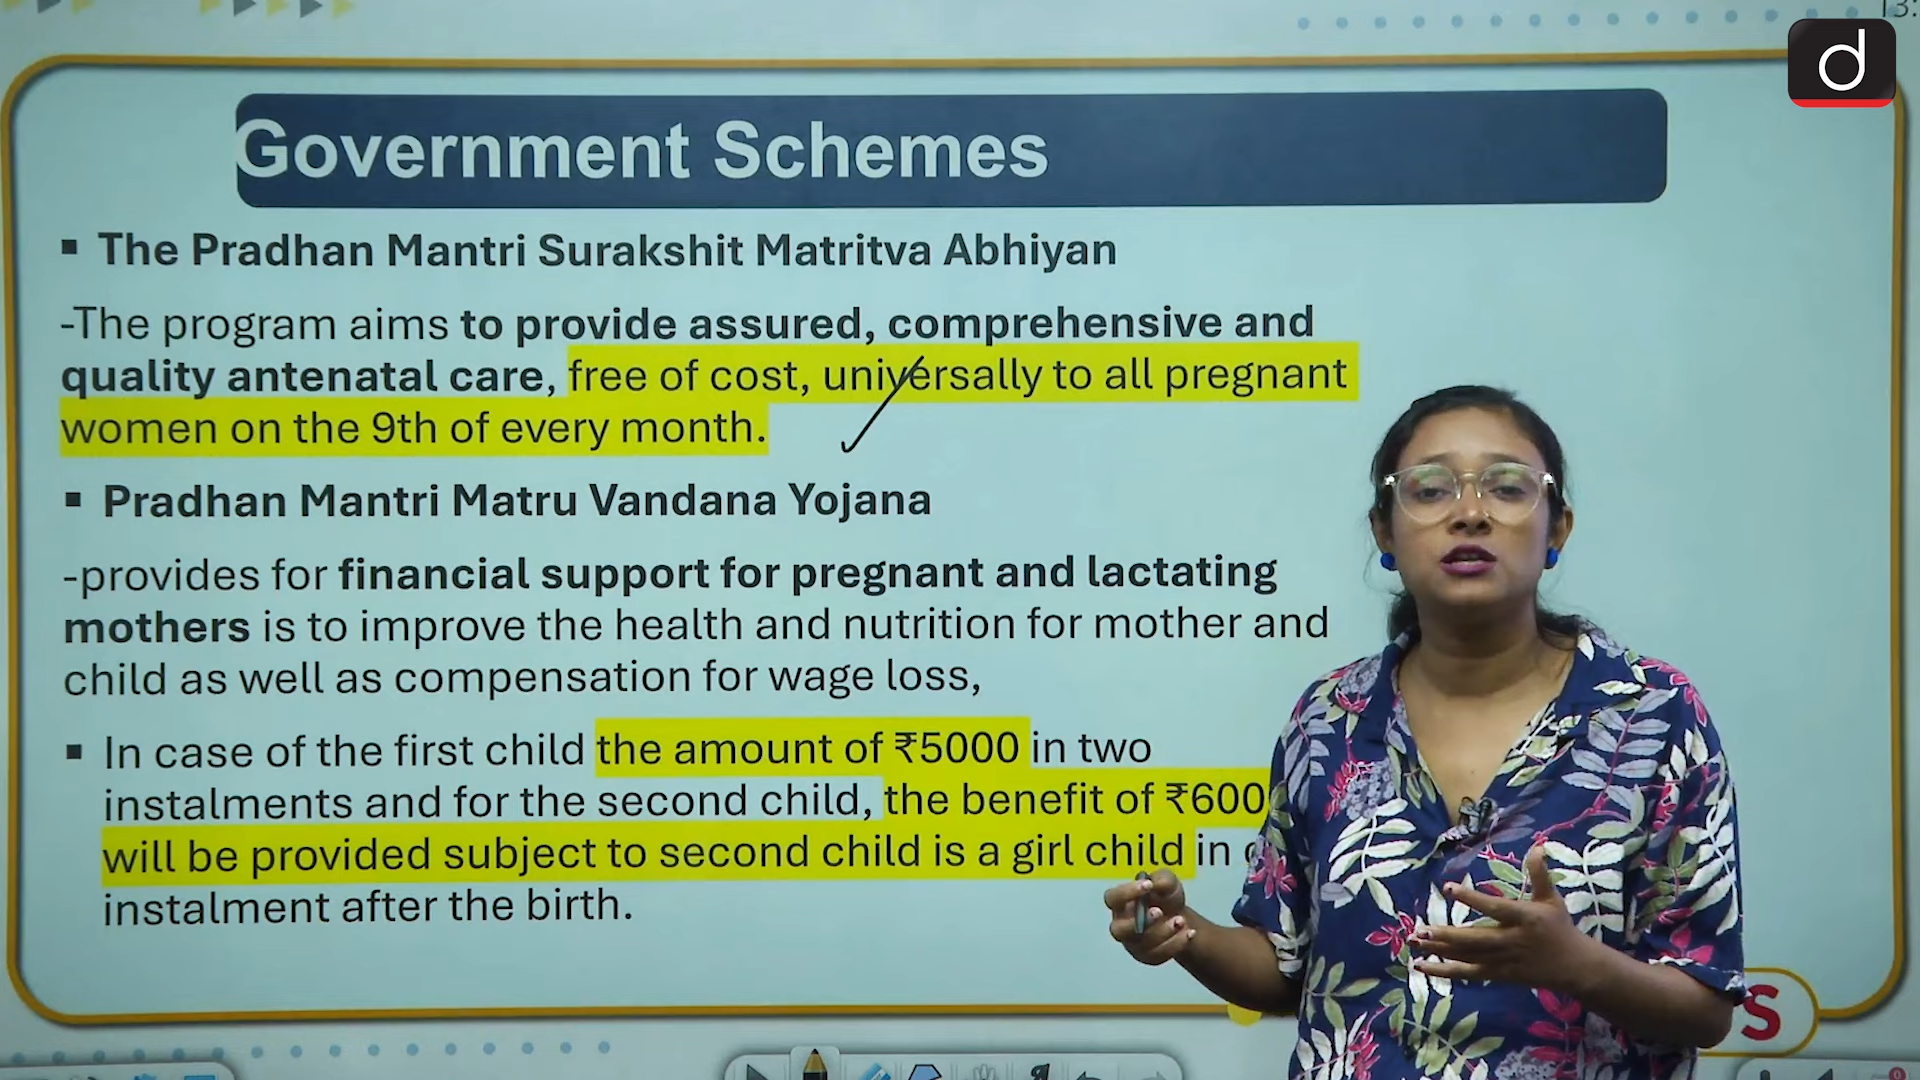 13:
d
Government Schemes
▪ The Pradhan Mantri Surakshit Matritva Abhiyan
-The program aims to provide assured, comprehensive and
quality antenatal care, free of cost, universally to all pregnant
women on the 9th of every month.
▪ Pradhan Mantri Matru Vandana Yojana
-provides for financial support for pregnant and lactating
mothers is to improve the health and nutrition for mother and
child as well as compensation for wage loss,
▪ In case of the first child the amount of ₹5000 in two
instalments and for the second child, the benefit of ₹600
will be provided subject to second child is a girl child in
instalment after the birth.
S